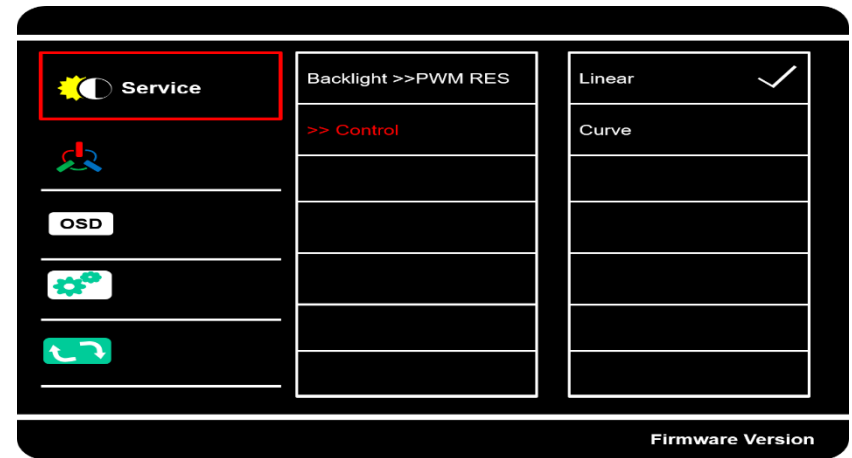 Service
Backlight >>PWM RES
>> Control
Linear
Curve
OSD
Firmware Version